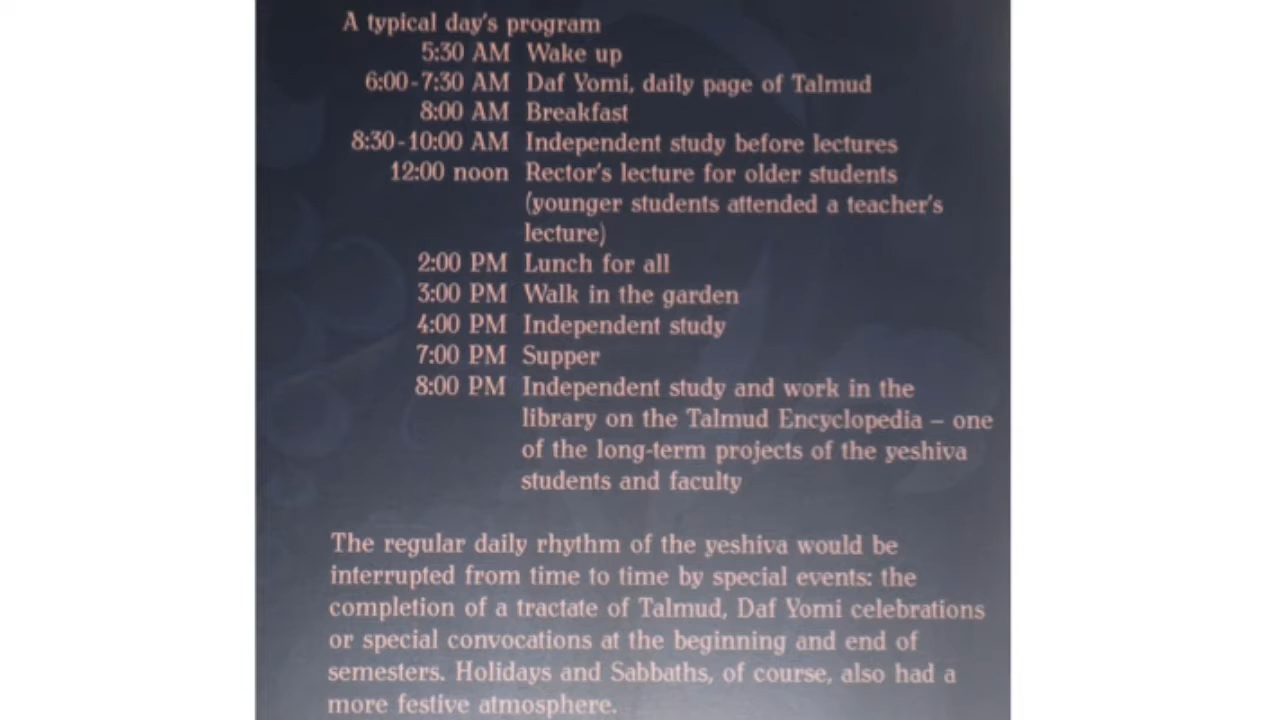 A typical day's program
5:30 AM Wake up
6:00-7:30 AM Daf Yomi, daily page of Talmud
8:00 AM Breakfast
8:30-10:00 AM Independent study before lectures
12:00 noon Rector's lecture for older students
(younger students attended a teacher's
lecture)
2:00 PM Lunch for all
3:00 PM Walk in the garden
4:00 PM Independent study
7:00 PM Supper
8:00 PM Independent study and work in the
library on the Talmud Encyclopedia – one
of the long-term projects of the yeshiva
students and faculty
The regular daily rhythm of the yeshiva would be
interrupted from time to time by special events: the
completion of a tractate of Talmud, Daf Yomi celebrations
or special convocations at the beginning and end of
semesters. Holidays and Sabbaths, of course, also had a
more festive atmosphere.